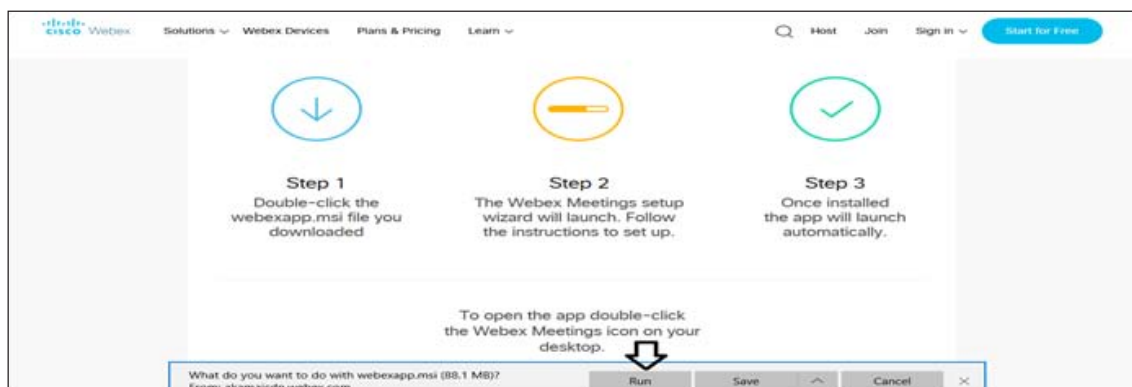 CISCO Webex Solutions Webex Devices Plans & Pricing Learn Host Join Sign in Start for Free
Step 1
Double-click the
webexapp.msi file you
downloaded
Step 2
The Webex Meetings setup
wizard will launch. Follow
the instructions to set up.
Step 3
Once installed
the app will launch
automatically.
To open the app double-click
the Webex Meetings icon on your
desktop.
What do you want to do with webexapp.msi (88.1 MB)?
From: akamaicdn.webex.com
Run Save Cancel